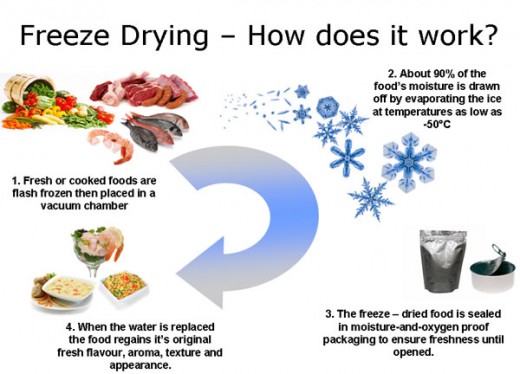 Freeze Drying – How does it work?
1. Fresh or cooked foods are
flash frozen then placed in a
vacuum chamber
2. About 90% of the
food's moisture is drawn
off by evaporating the ice
at temperatures as low as
-50°C
3. The freeze – dried food is sealed
in moisture-and-oxygen proof
packaging to ensure freshness until
opened.
4. When the water is replaced
the food regains it's original
fresh flavour, aroma, texture and
appearance.